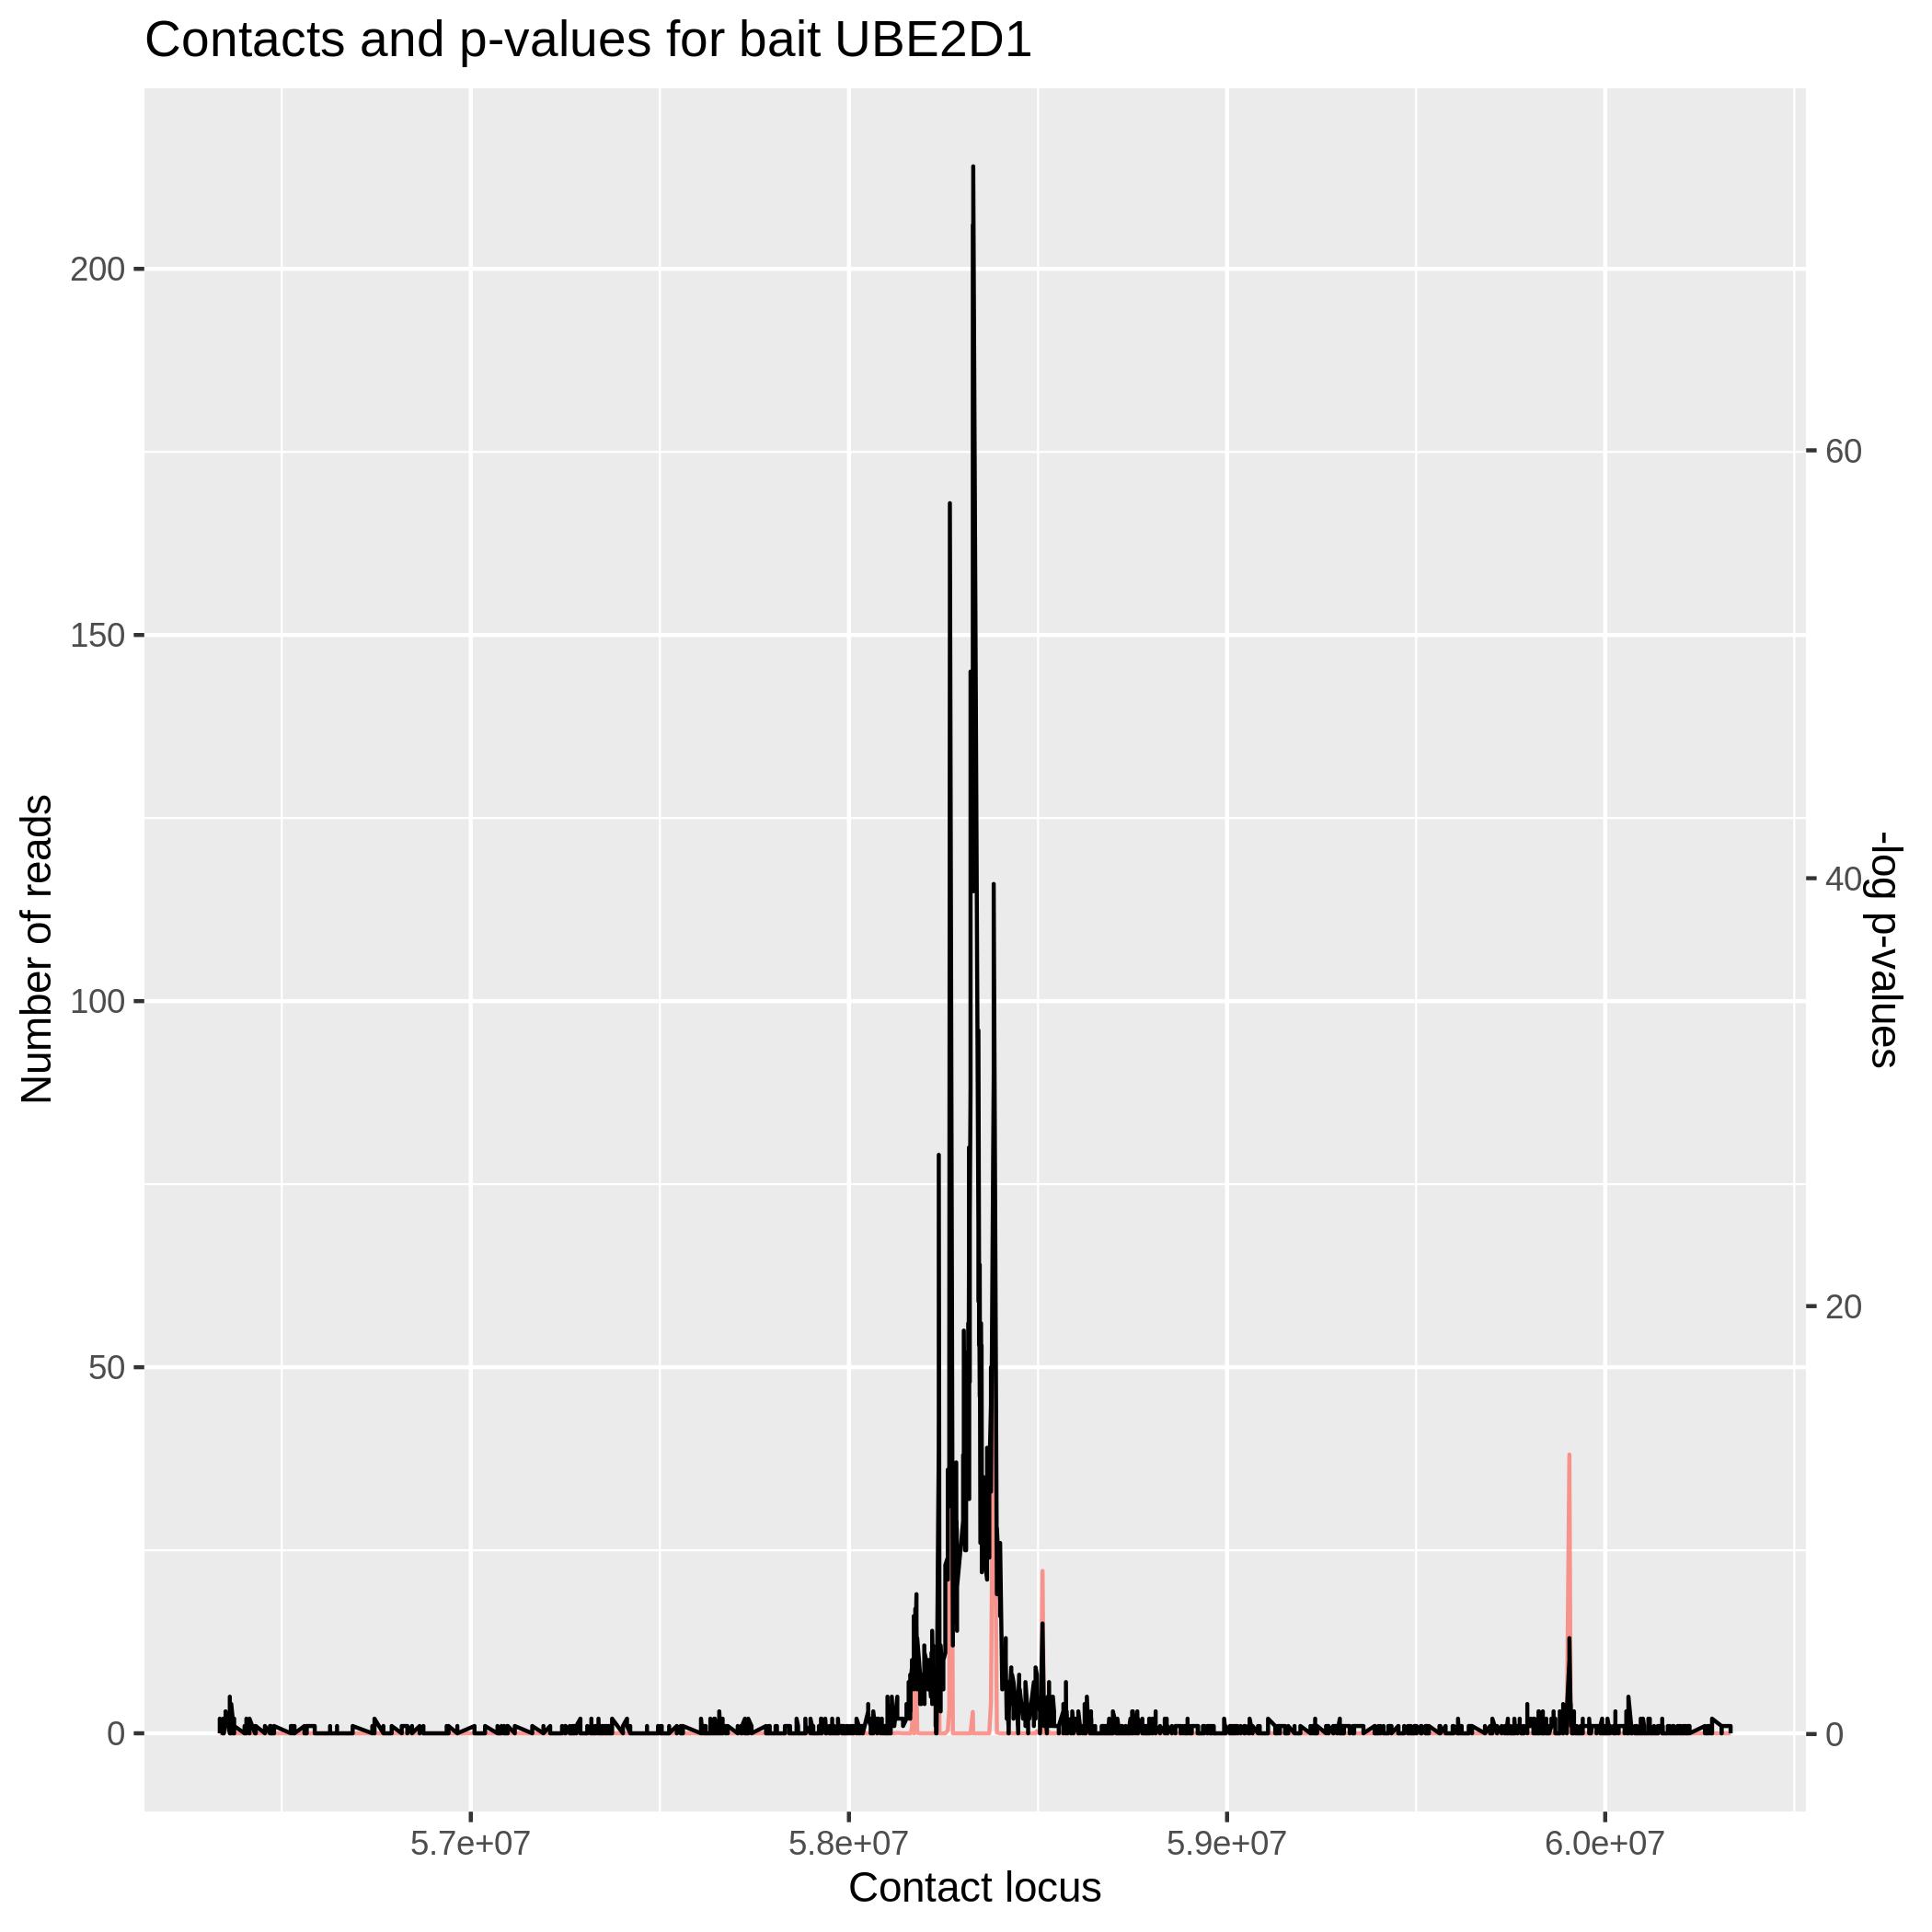 Contacts and p-values for bait UBE2D1
200
150
100
50
0
Number of reads
60
40
20
0
-log p-values
5.7e+07
5.8e+07
5.9e+07
6.0e+07
Contact locus